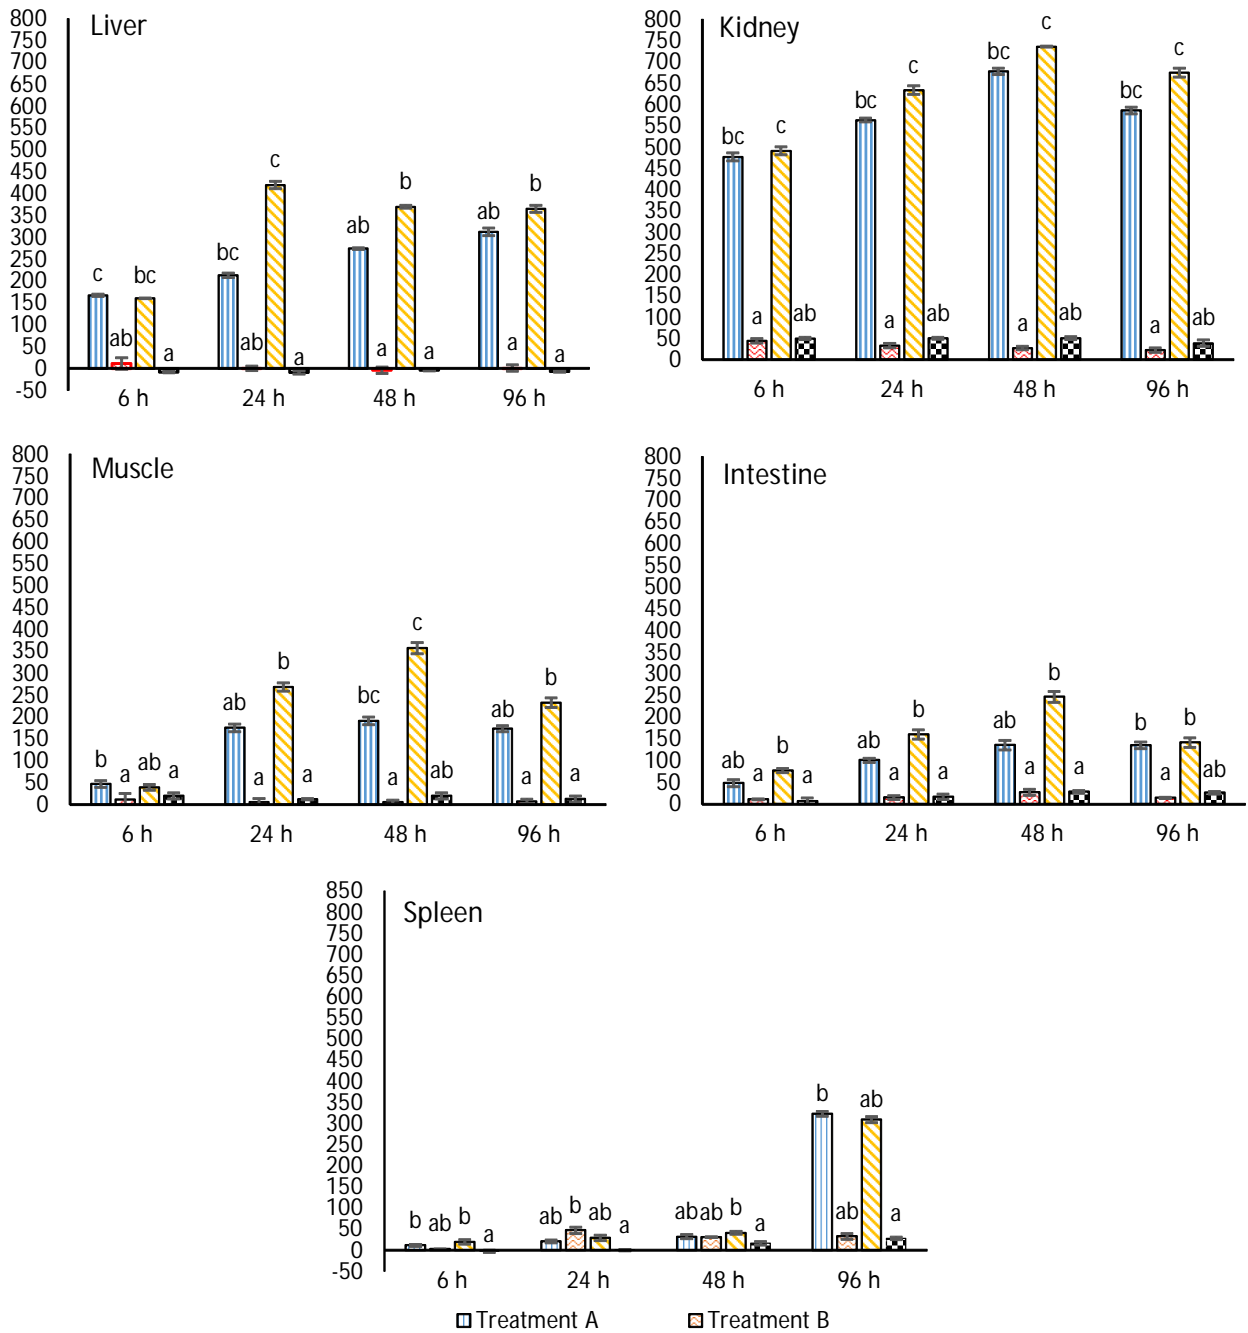 Liver
800
750
700
650
600
550
500
450
400
350
300
250
200
150
100
50
0
-50
c ab bc a
bc ab c a
ab a b a
ab a b a
6 h 24 h 48 h 96 h
Kidney
800
750
700
650
600
550
500
450
400
350
300
250
200
150
100
50
0
bc a c ab
bc a c ab
bc a c ab
bc a c ab
6 h 24 h 48 h 96 h
Muscle
800
750
700
650
600
550
500
450
400
350
300
250
200
150
100
50
0
b a ab a
ab a b a
bc a c ab
ab a b a
6 h 24 h 48 h 96 h
Intestine
800
750
700
650
600
550
500
450
400
350
300
250
200
150
100
50
0
ab a b a
ab a b a
ab a b a
b a b ab
6 h 24 h 48 h 96 h
Spleen
850
800
750
700
650
600
550
500
450
400
350
300
250
200
150
100
50
0
-50
b ab b a
ab b ab a
ab ab b a
b ab ab a
6 h 24 h 48 h 96 h
Treatment A Treatment B